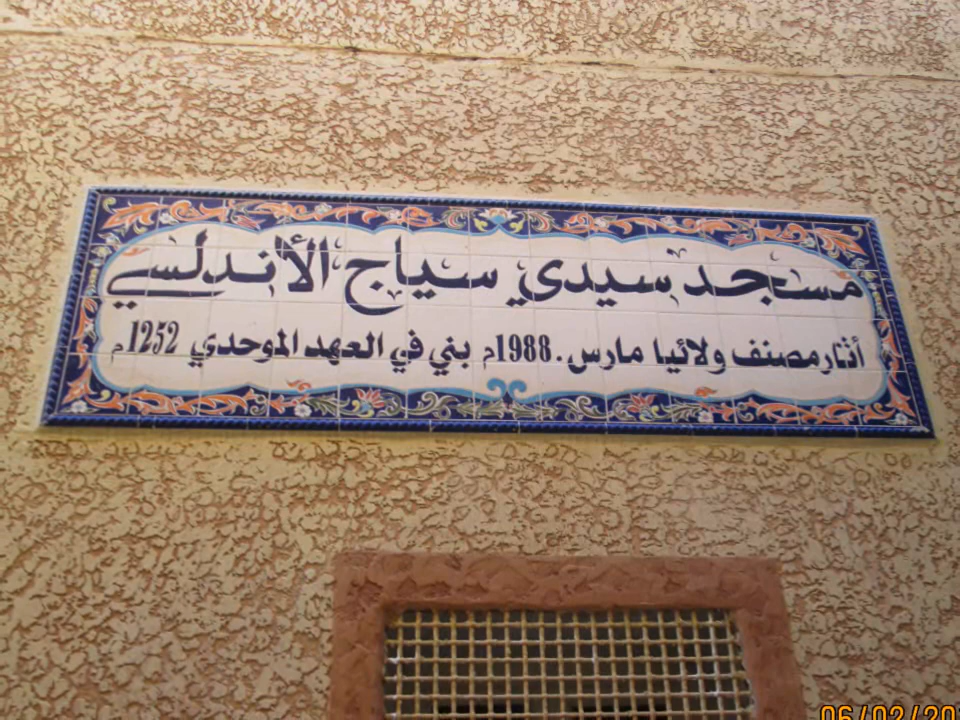 مسجد سيدي سياج الأندلسي
أثار مصنف ولائيا مارس. 1988م بني في العهد الموحدي 1252م
06/02/20